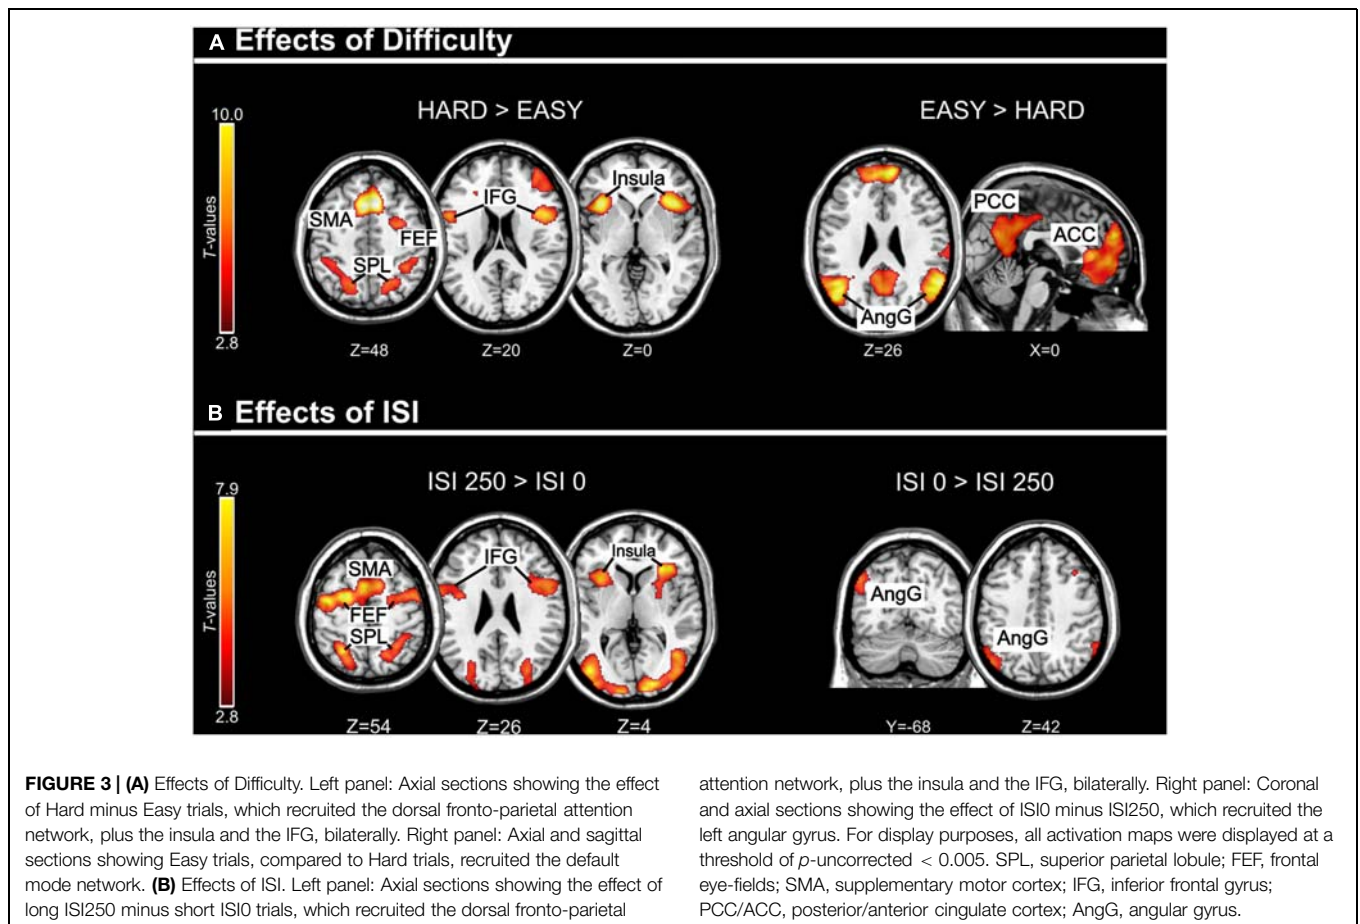 A Effects of Difficulty
HARD > EASY
EASY > HARD
10.0
T-values
2.8
SMA
FEF
SPL
IFG
Insula
AngG
PCC
ACC
Z=48
Z=20
Z=0
Z=26
X=0
B Effects of ISI
ISI 250 > ISI 0
ISI 0 > ISI 250
7.9
T-values
2.8
SMA
FEF
SPL
IFG
Insula
AngG
AngG
Z=54
Z=26
Z=4
Y=-68
Z=42
FIGURE 3 | (A) Effects of Difficulty. Left panel: Axial sections showing the effect
of Hard minus Easy trials, which recruited the dorsal fronto-parietal attention
network, plus the insula and the IFG, bilaterally. Right panel: Axial and sagittal
sections showing Easy trials, compared to Hard trials, recruited the default
mode network. (B) Effects of ISI. Left panel: Axial sections showing the effect of
long ISI250 minus short ISI0 trials, which recruited the dorsal fronto-parietal
attention network, plus the insula and the IFG, bilaterally. Right panel: Coronal
and axial sections showing the effect of ISI0 minus ISI250, which recruited the
left angular gyrus. For display purposes, all activation maps were displayed at a
threshold of p-uncorrected < 0.005. SPL, superior parietal lobule; FEF, frontal
eye-fields; SMA, supplementary motor cortex; IFG, inferior frontal gyrus;
PCC/ACC, posterior/anterior cingulate cortex; AngG, angular gyrus.